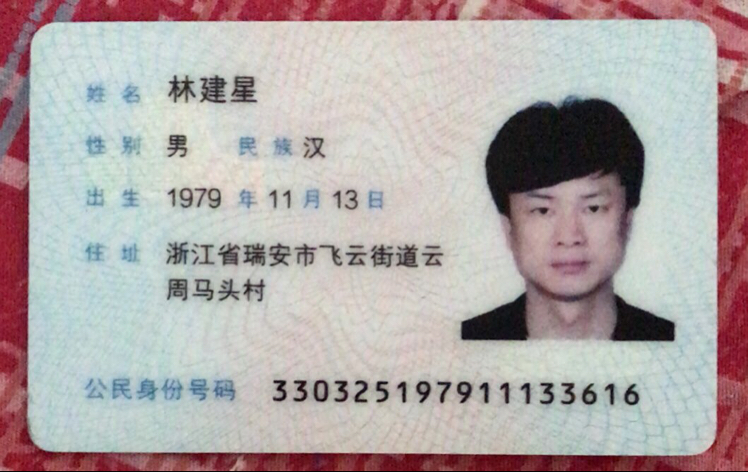 姓名 林建星
性别 男 民族 汉
出生 1979 年 11 月 13 日
住址 浙江省瑞安市飞云街道云
周马头村
公民身份号码 330325197911133616